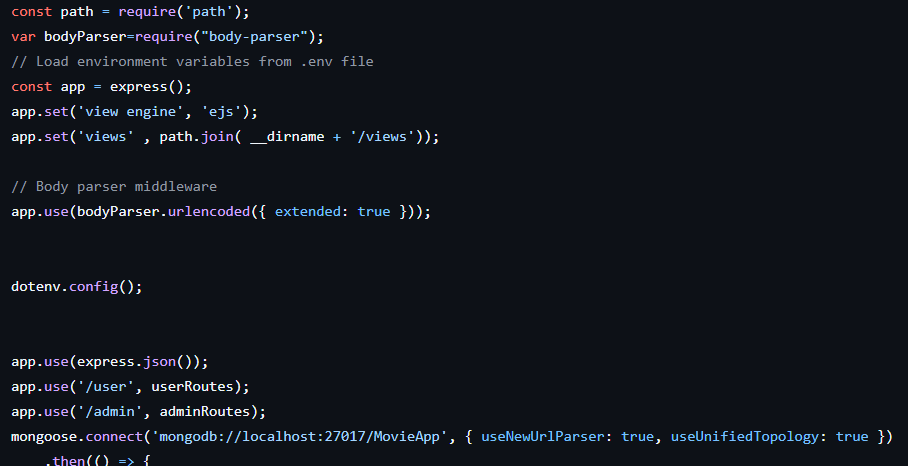 const path = require('path');
var bodyParser=require("body-parser");
// Load environment variables from .env file
const app = express();
app.set('view engine', 'ejs');
app.set('views' , path.join( __dirname + '/views'));
// Body parser middleware
app.use(bodyParser.urlencoded({ extended: true }));
dotenv.config();
app.use(express.json());
app.use('/user', userRoutes);
app.use('/admin', adminRoutes);
mongoose.connect('mongodb://localhost:27017/MovieApp', { useNewUrlParser: true, useUnifiedTopology: true })
.then(() => {